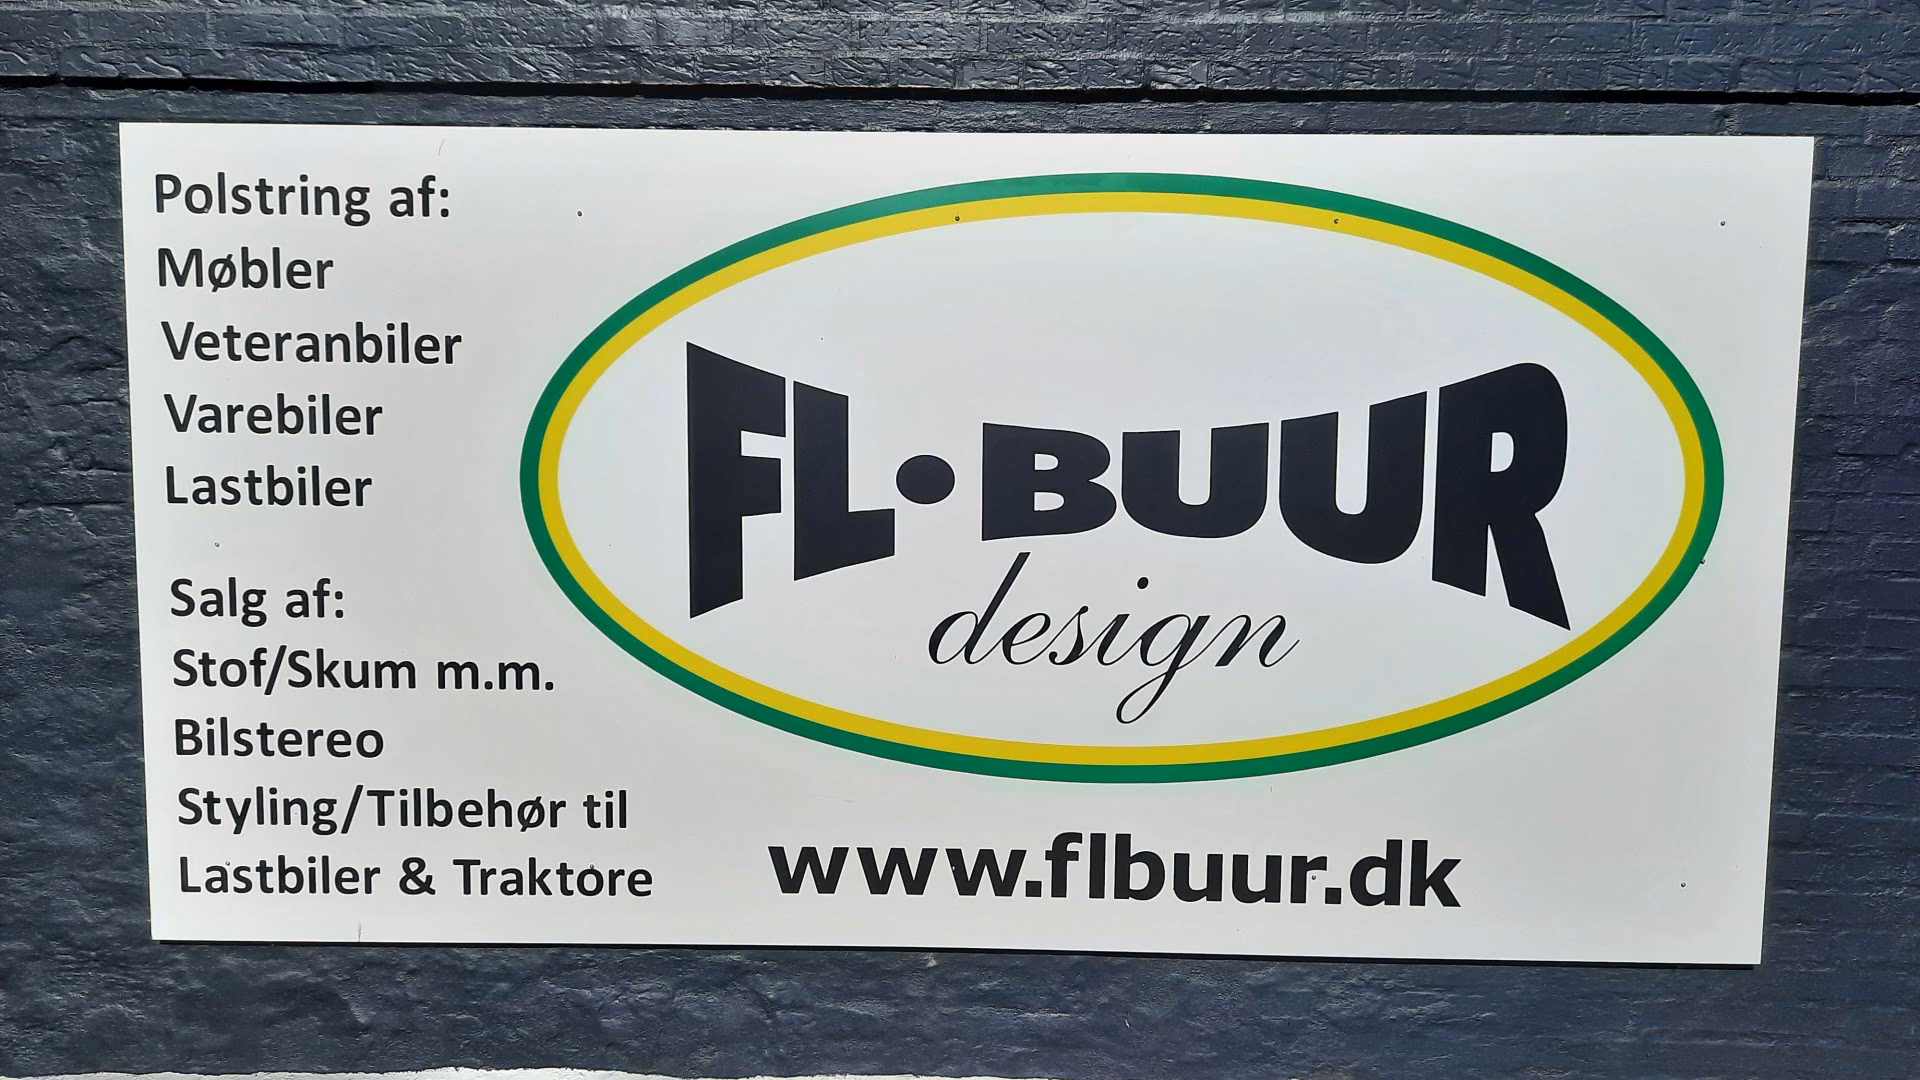 Polstring af:
Møbler
Veteranbiler
Varebiler
Lastbiler
Salg af:
Stof/Skum m.m.
Bilstereo
Styling/Tilbehør til
Lastbiler & Traktore
FL•BUUR
design
www.flbuur.dk